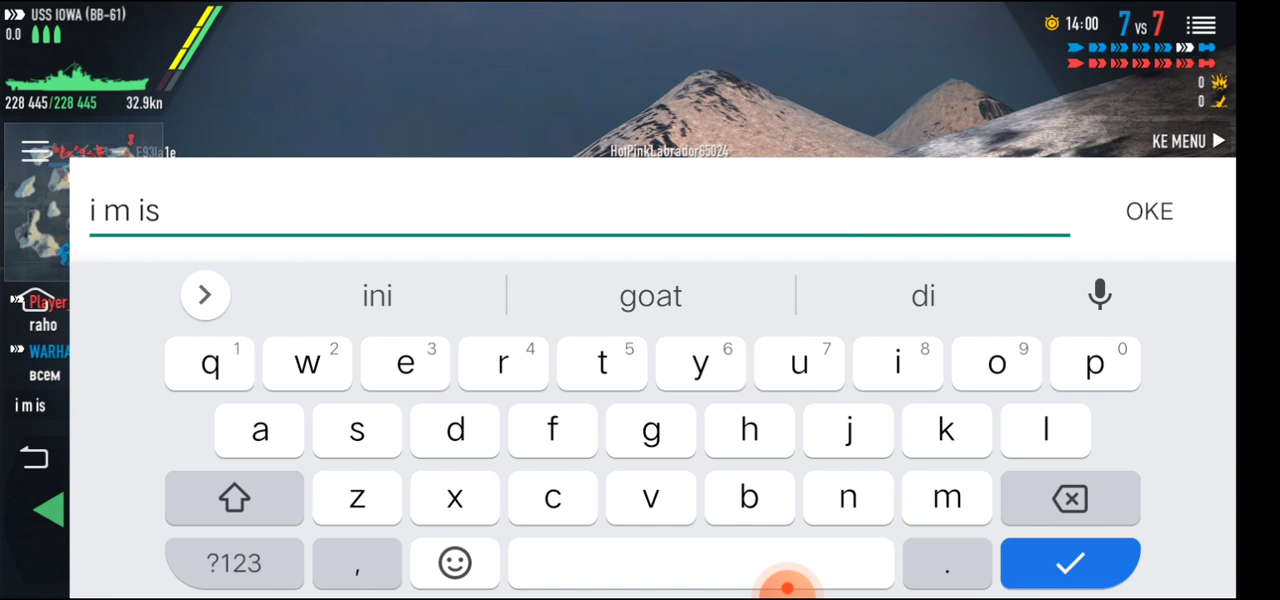 USS IOWA (BB-61)
0.0
14:00 7 VS 7
228 445/228 445 32.9kn
0
0
KE MENU
HotPinkLabrador85024
i m is OKE
Player
raho
WARHA
всем
i m is
ini goat di
q 1 w 2 e 3 r 4 t 5 y 6 u 7 i 8 o 9 p 0
a s d f g h j k l
z x c v b n m
?123 , .